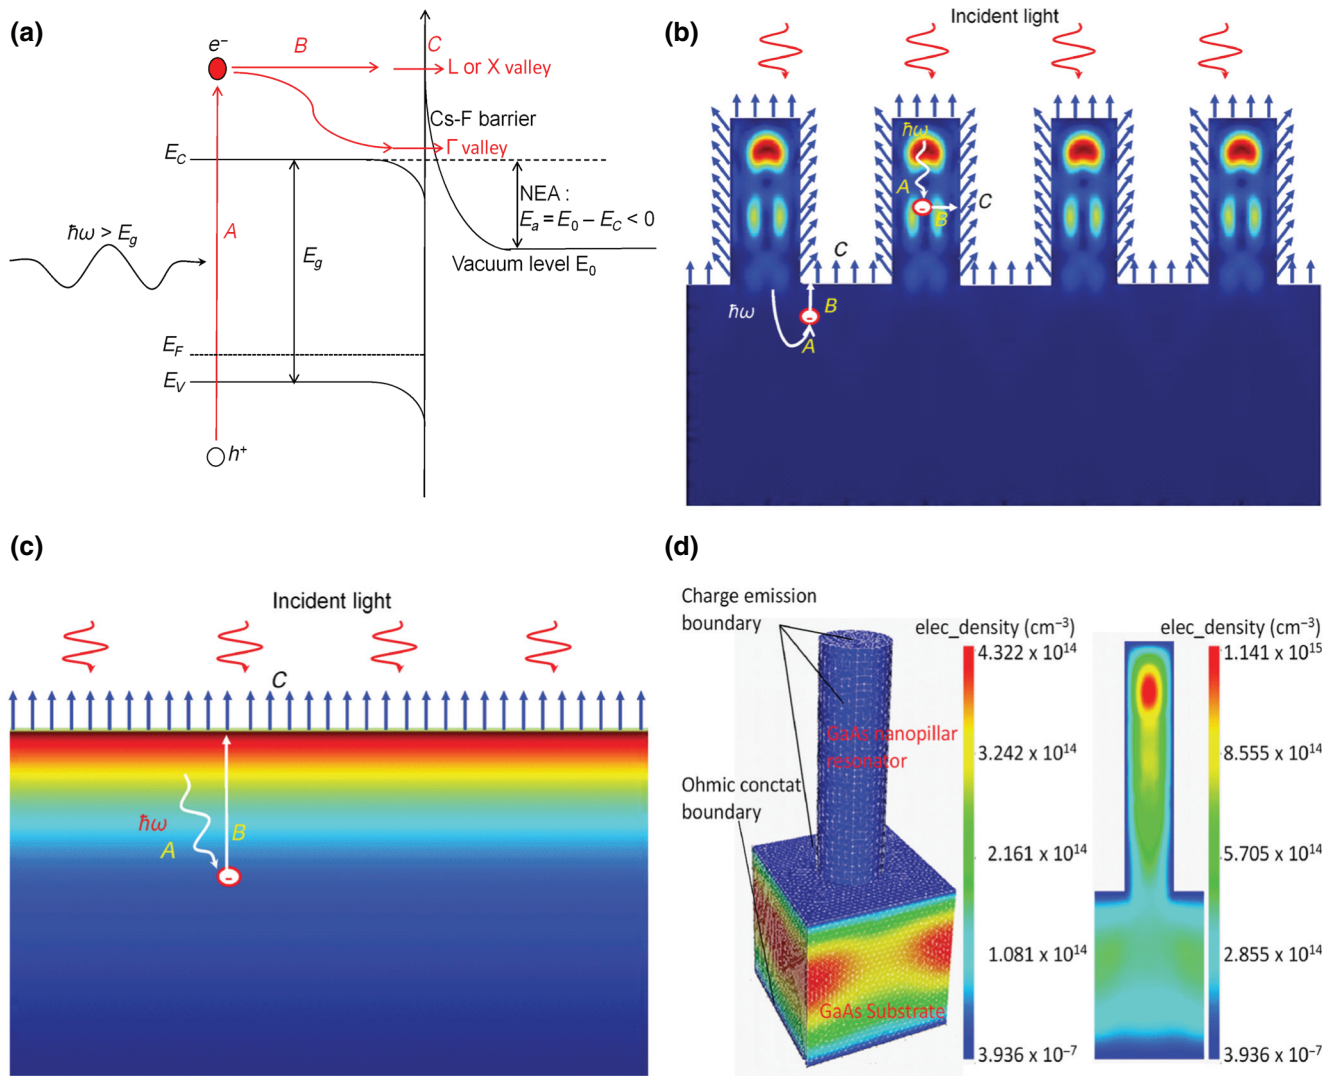 (a)
e⁻
B
C
L or X valley
Cs-F barrier
Γ valley
E_C
NEA :
E_a = E_0 − E_C < 0
A
ħω > E_g
E_g
Vacuum level E_0
E_F
E_V
h⁺
(b)
Incident light
ħω
A
B
C
C
ħω
B
A
(c)
Incident light
C
ħω
A
B
(d)
Charge emission
boundary
GaAs nanopillar
resonator
Ohmic conctat
boundary
GaAs Substrate
elec_density (cm⁻³)
4.322 x 10¹⁴
3.242 x 10¹⁴
2.161 x 10¹⁴
1.081 x 10¹⁴
3.936 x 10⁻⁷
elec_density (cm⁻³)
1.141 x 10¹⁵
8.555 x 10¹⁴
5.705 x 10¹⁴
2.855 x 10¹⁴
3.936 x 10⁻⁷